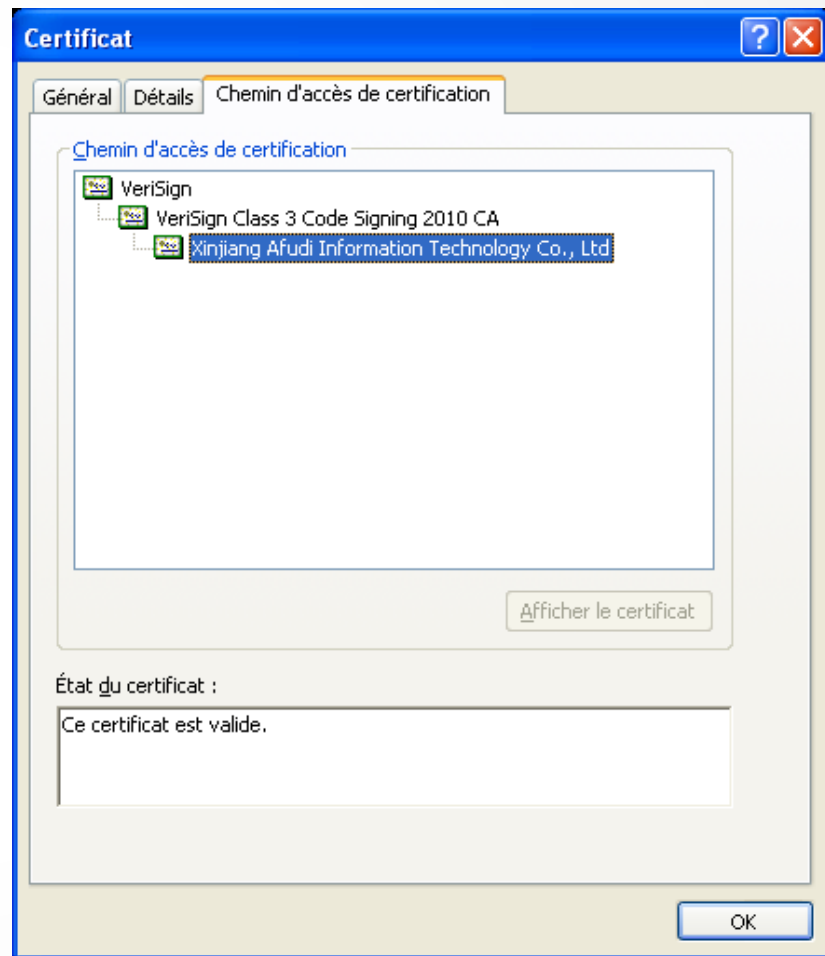 Certificat
Général Détails Chemin d'accès de certification
Chemin d'accès de certification
VeriSign
VeriSign Class 3 Code Signing 2010 CA
Xinjiang Afudi Information Technology Co., Ltd
Afficher le certificat
État du certificat :
Ce certificat est valide.
OK